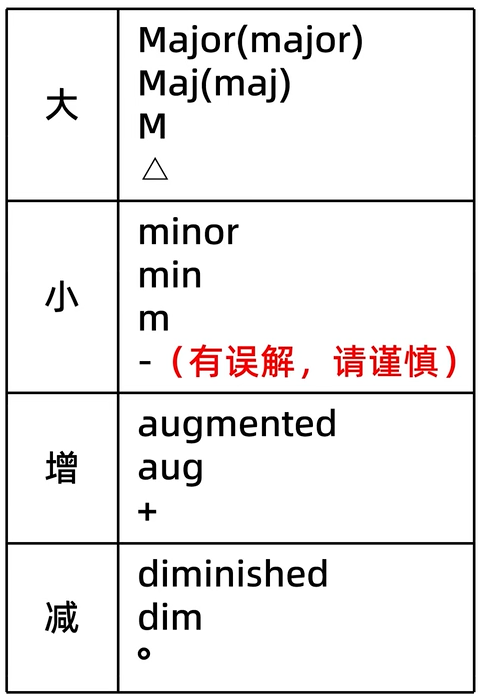 大
Major(major)
Maj(maj)
M
△
小
minor
min
m
-（有误解，请谨慎）
增
augmented
aug
+
减
diminished
dim
°